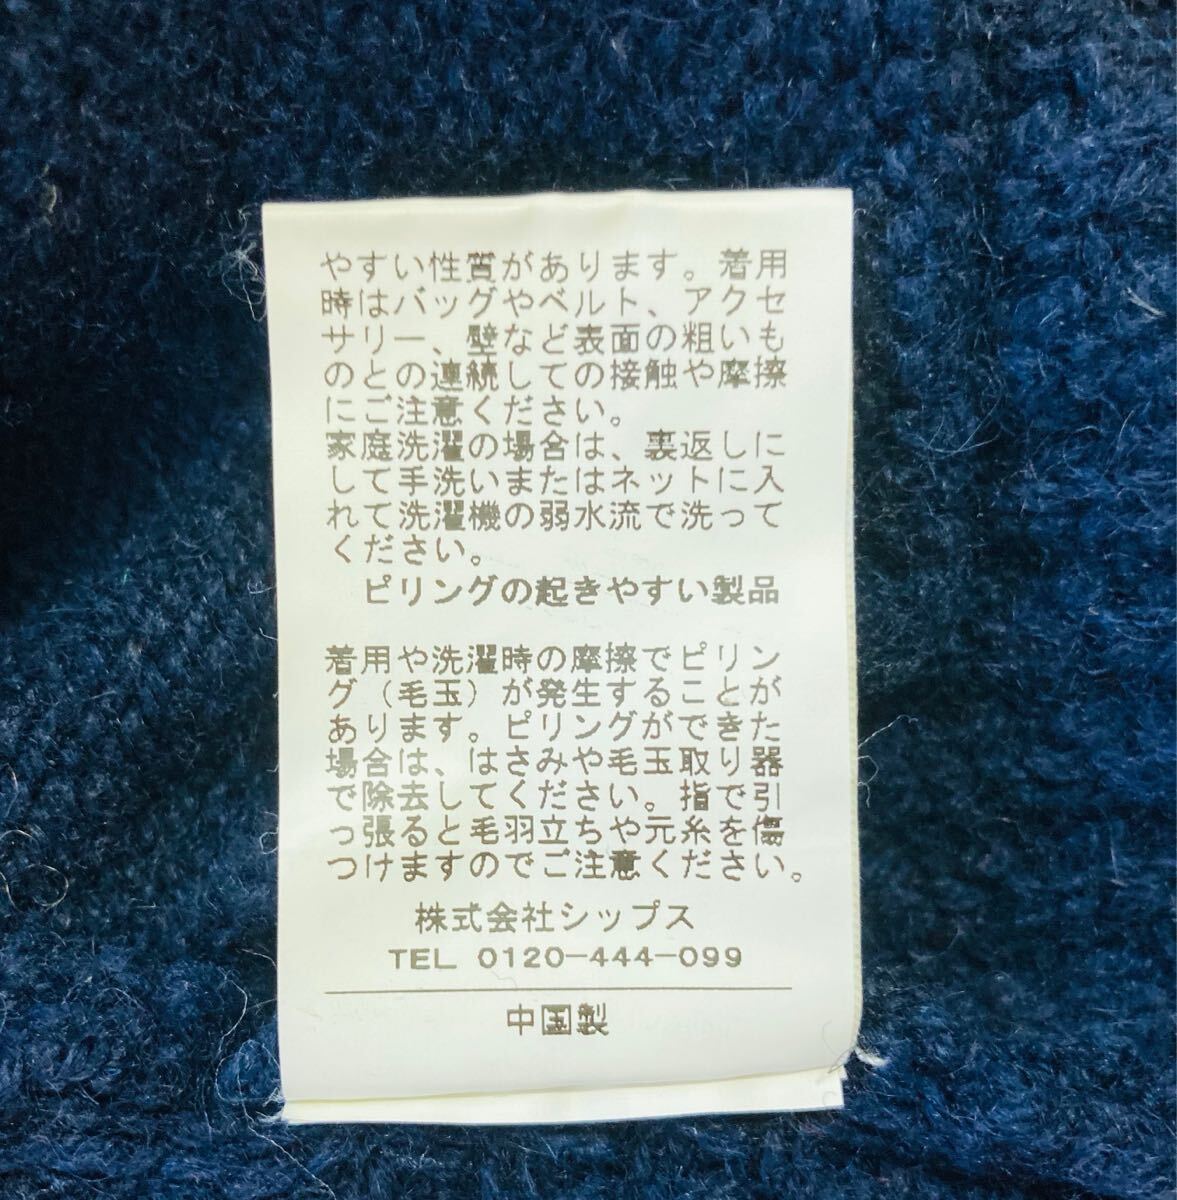 やすい性質があります。着用
時はバッグやベルト、アクセ
サリー、壁など表面の粗いも
のとの連続しての接触や摩擦
にご注意ください。
家庭洗濯の場合は、裏返しに
して手洗いまたはネットに入
れて洗濯機の弱水流で洗って
ください。
ピリングの起きやすい製品
着用や洗濯時の摩擦でピリン
グ（毛玉）が発生することが
あります。ピリングができた
場合は、はさみや毛玉取り器
で除去してください。指で引
っ張ると毛羽立ちや元糸を傷
つけますのでご注意ください。
株式会社シップス
TEL 0120-444-099
中国製